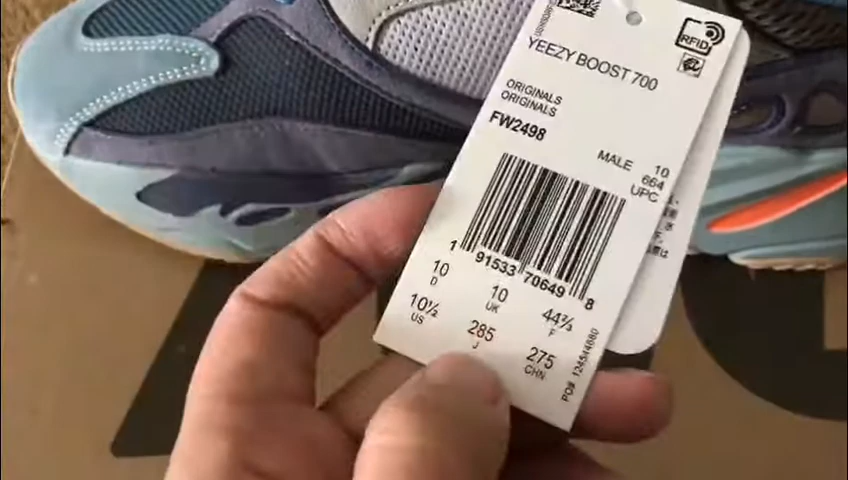 RFID
YEEZY BOOST 700
ORIGINALS
ORIGINALS
FW2498
MALE 10
664
UPC
1 91533 70649 8
10 10 44⅔
D UK F
10½ 285 275
US J CHN